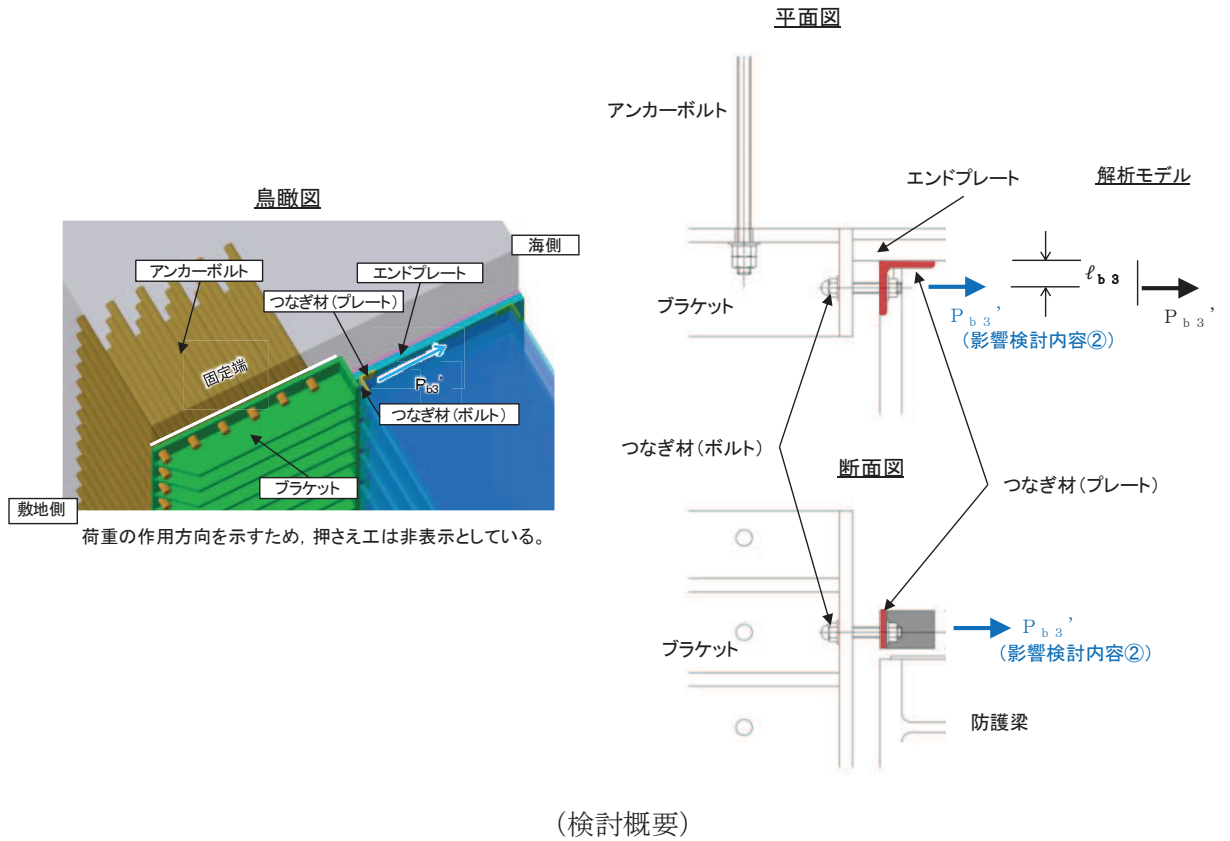 鳥瞰図
海側
アンカーボルト
エンドプレート
つなぎ材(プレート)
固定端
Pb3'
つなぎ材(ボルト)
ブラケット
敷地側
荷重の作用方向を示すため，押さえ工は非表示としている。
平面図
アンカーボルト
エンドプレート
解析モデル
ブラケット
ℓb3
Pb3'
(影響検討内容②)
Pb3'
つなぎ材(ボルト)
断面図
つなぎ材(プレート)
ブラケット
Pb3'
(影響検討内容②)
防護梁
(検討概要)